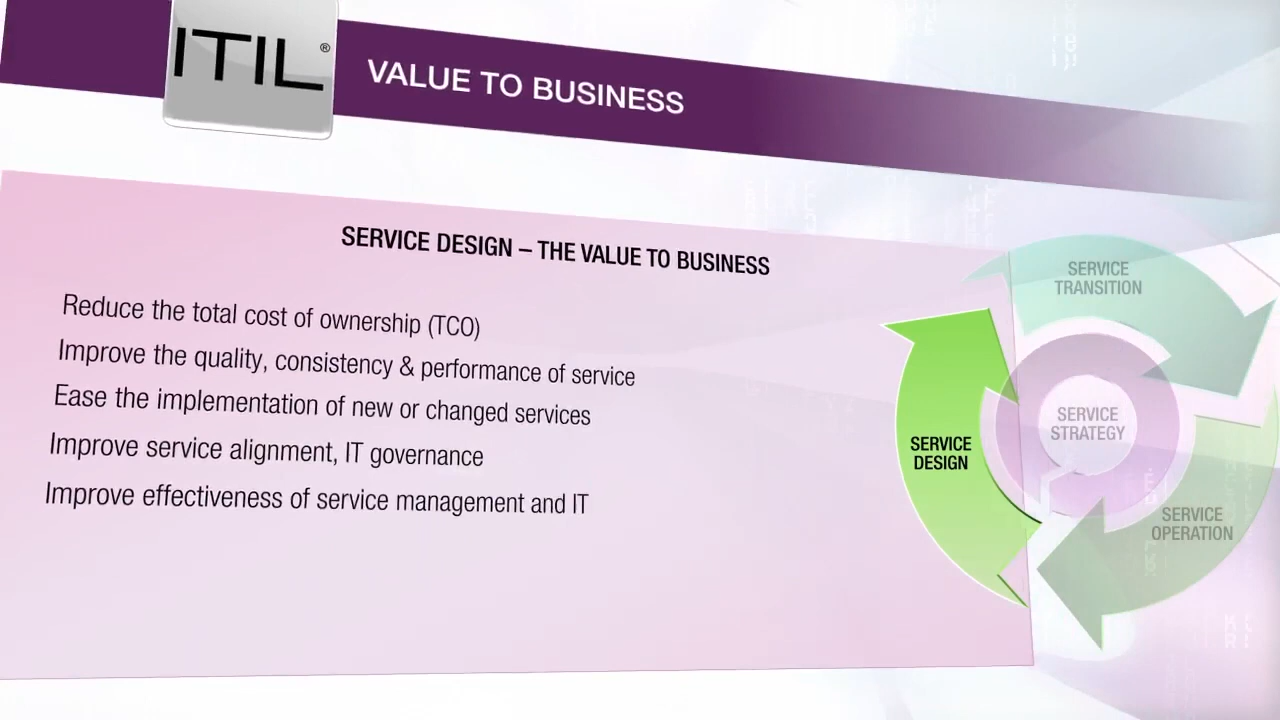 ITIL®
VALUE TO BUSINESS
SERVICE DESIGN – THE VALUE TO BUSINESS
Reduce the total cost of ownership (TCO)
Improve the quality, consistency & performance of service
Ease the implementation of new or changed services
Improve service alignment, IT governance
Improve effectiveness of service management and IT
SERVICE
TRANSITION
SERVICE
STRATEGY
SERVICE
DESIGN
SERVICE
OPERATION